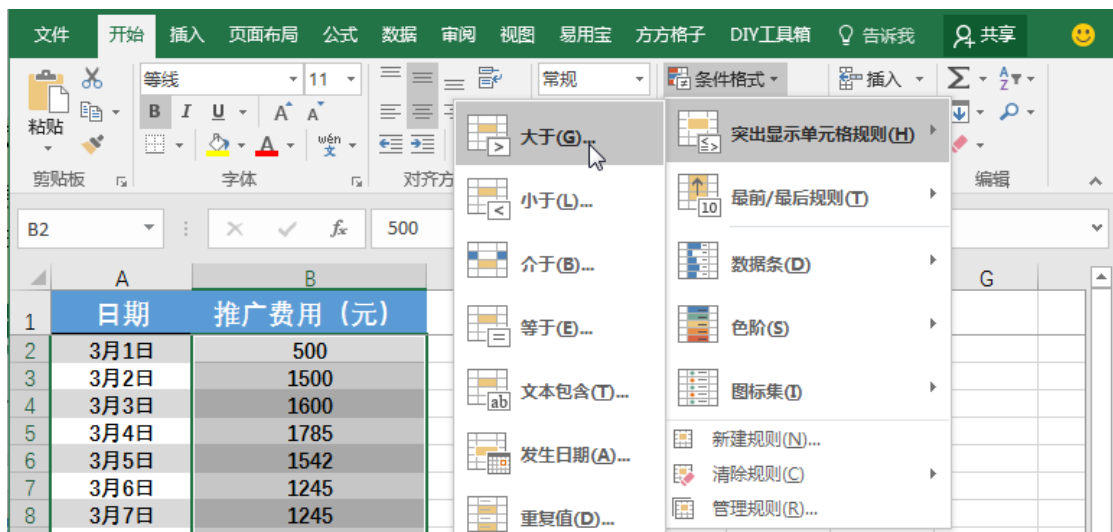 文件 开始 插入 页面布局 公式 数据 审阅 视图 易用宝 方方格子 DIY工具箱 告诉我 共享
等线 11 常规 条件格式 插入
粘贴 B I U A A wén 文
剪贴板 字体 对齐方 编辑
大于(G)...
小于(L)...
介于(B)...
等于(E)...
文本包含(T)...
发生日期(A)...
重复值(D)...
突出显示单元格规则(H)
最前/最后规则(T)
10
数据条(D)
色阶(S)
图标集(I)
新建规则(N)...
清除规则(C)
管理规则(R)...
B2 fx 500
A B G
1 日期 推广费用（元）
2 3月1日 500
3 3月2日 1500
4 3月3日 1600
5 3月4日 1785
6 3月5日 1542
7 3月6日 1245
8 3月7日 1245